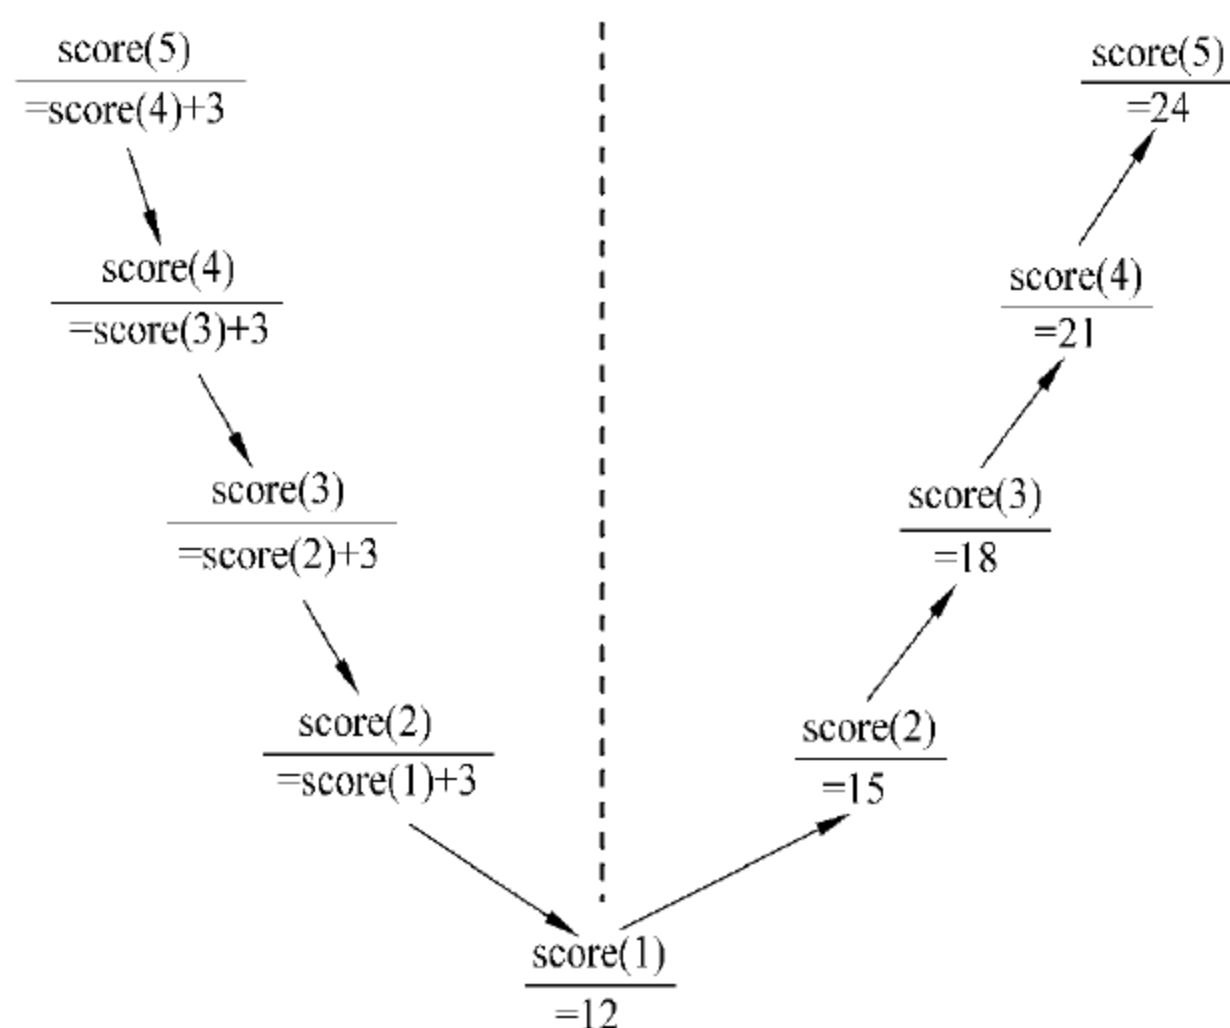 score(5)
=score(4)+3
score(4)
=score(3)+3
score(3)
=score(2)+3
score(2)
=score(1)+3
score(1)
=12
score(2)
=15
score(3)
=18
score(4)
=21
score(5)
=24